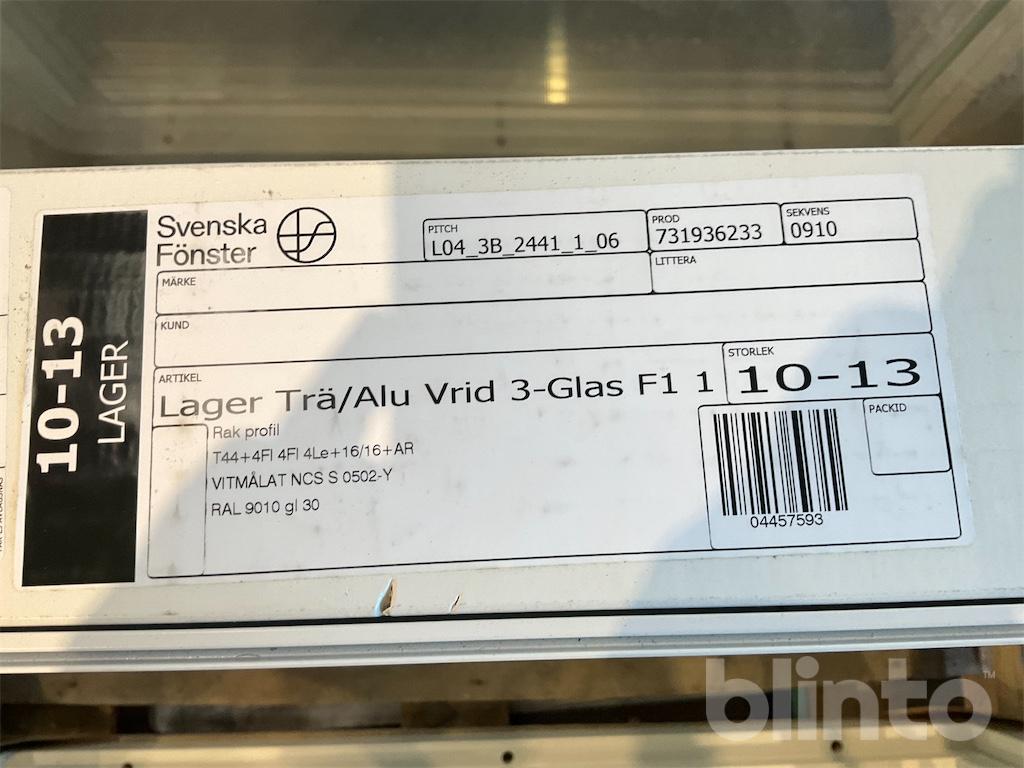 10-13
LAGER
Svenska
Fönster
PITCH
L04_3B_2441_1_06
PROD
731936233
SEKVENS
0910
MÄRKE
LITTERA
KUND
ARTIKEL
Lager Trä/Alu Vrid 3-Glas F1 1
STORLEK
10-13
Rak profil
T44+4Fl 4Fl 4Le+16/16+AR
VITMÅLAT NCS S 0502-Y
RAL 9010 gl 30
PACKID
04457593
blinto™